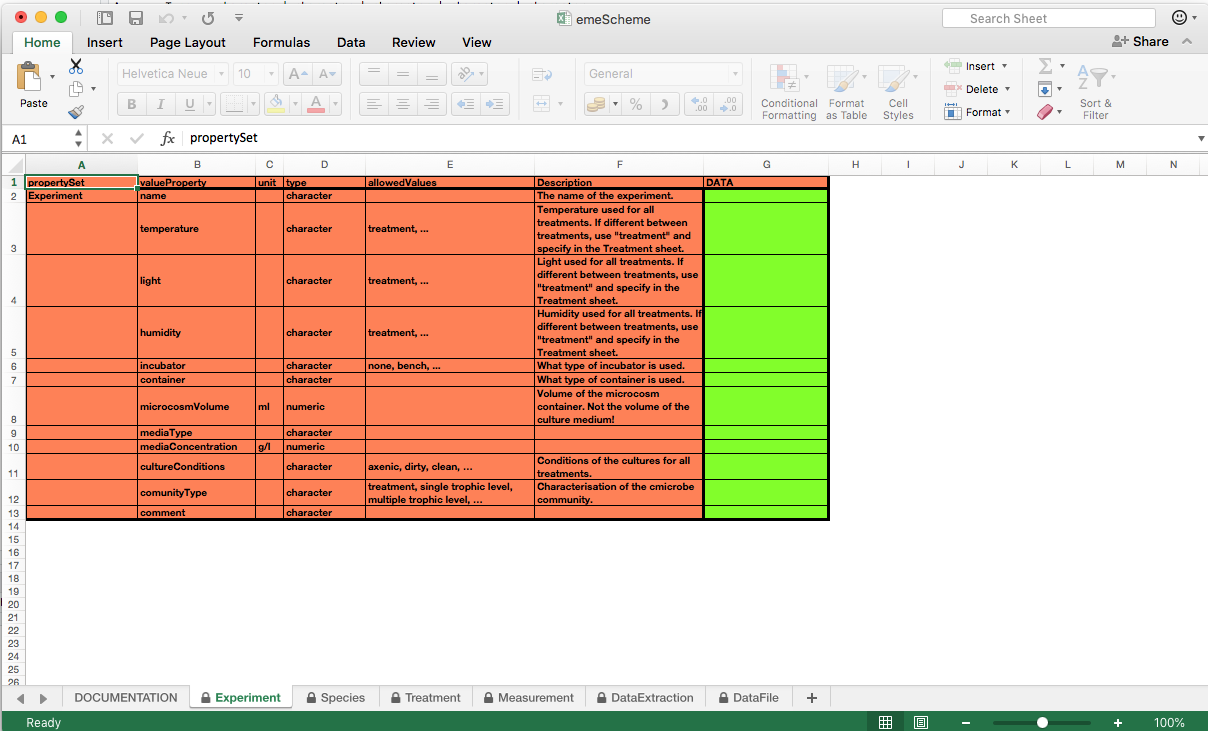 emeScheme
Search Sheet
Home Insert Page Layout Formulas Data Review View
Share
Paste
Helvetica Neue 10 A A
B I U A
General
%
Conditional Formatting
Format as Table
Cell Styles
Insert
Delete
Format
Sort & Filter
A1 fx propertySet
A B C D E F G H I J K L M N
1 propertySet valueProperty unit type allowedValues Description DATA
2 Experiment name character The name of the experiment.
Temperature used for all
treatments. If different between
treatments, use "treatment" and
specify in the Treatment sheet.
3 temperature character treatment, ...
Light used for all treatments. If
different between treatments, use
"treatment" and specify in the
Treatment sheet.
4 light character treatment, ...
Humidity used for all treatments. If
different between treatments, use
"treatment" and specify in the
Treatment sheet.
5 humidity character treatment, ...
6 incubator character none, bench, ... What type of incubator is used.
7 container character What type of container is used.
Volume of the microcosm
container. Not the volume of the
culture medium!
8 microcosmVolume ml numeric
9 mediaType character
10 mediaConcentration g/l numeric
Conditions of the cultures for all
treatments.
11 cultureConditions character axenic, dirty, clean, ...
treatment, single trophic level,
multiple trophic level, ...
Characterisation of the cmicrobe
community.
12 comunityType character
13 comment character
14
15
16
17
18
19
20
21
22
23
24
25
26
DOCUMENTATION Experiment Species Treatment Measurement DataExtraction DataFile +
Ready 100%